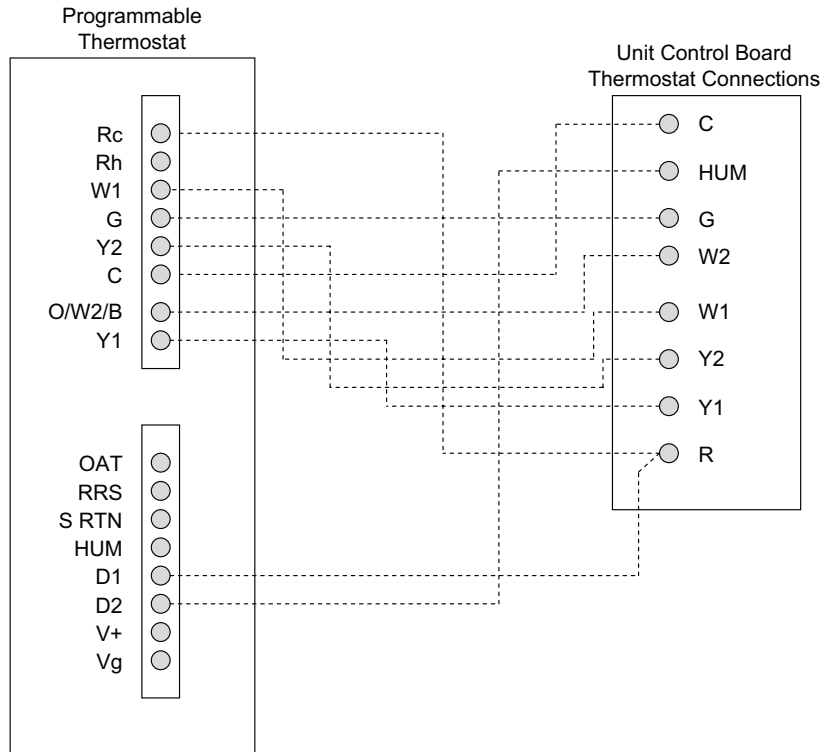 Programmable
Thermostat
Rc
Rh
W1
G
Y2
C
O/W2/B
Y1
OAT
RRS
S RTN
HUM
D1
D2
V+
Vg
Unit Control Board
Thermostat Connections
C
HUM
G
W2
W1
Y2
Y1
R